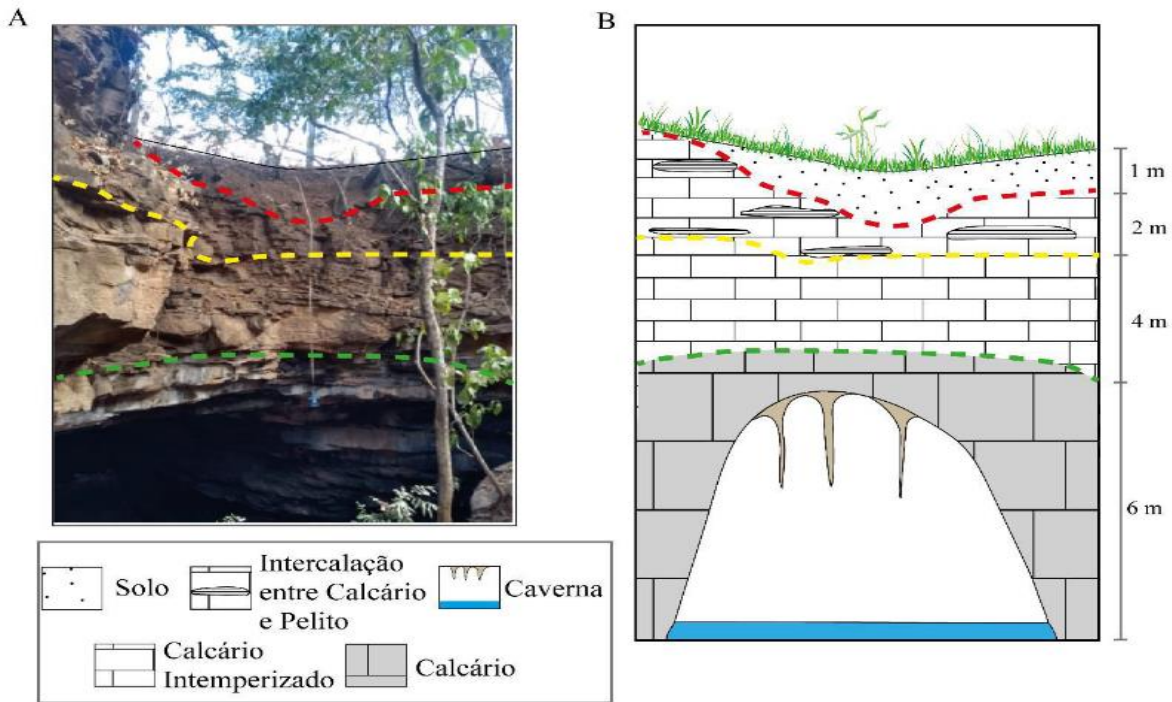 A
B
1 m
2 m
4 m
6 m
Solo
Intercalação
entre Calcário
e Pelito
Caverna
Calcário
Intemperizado
Calcário